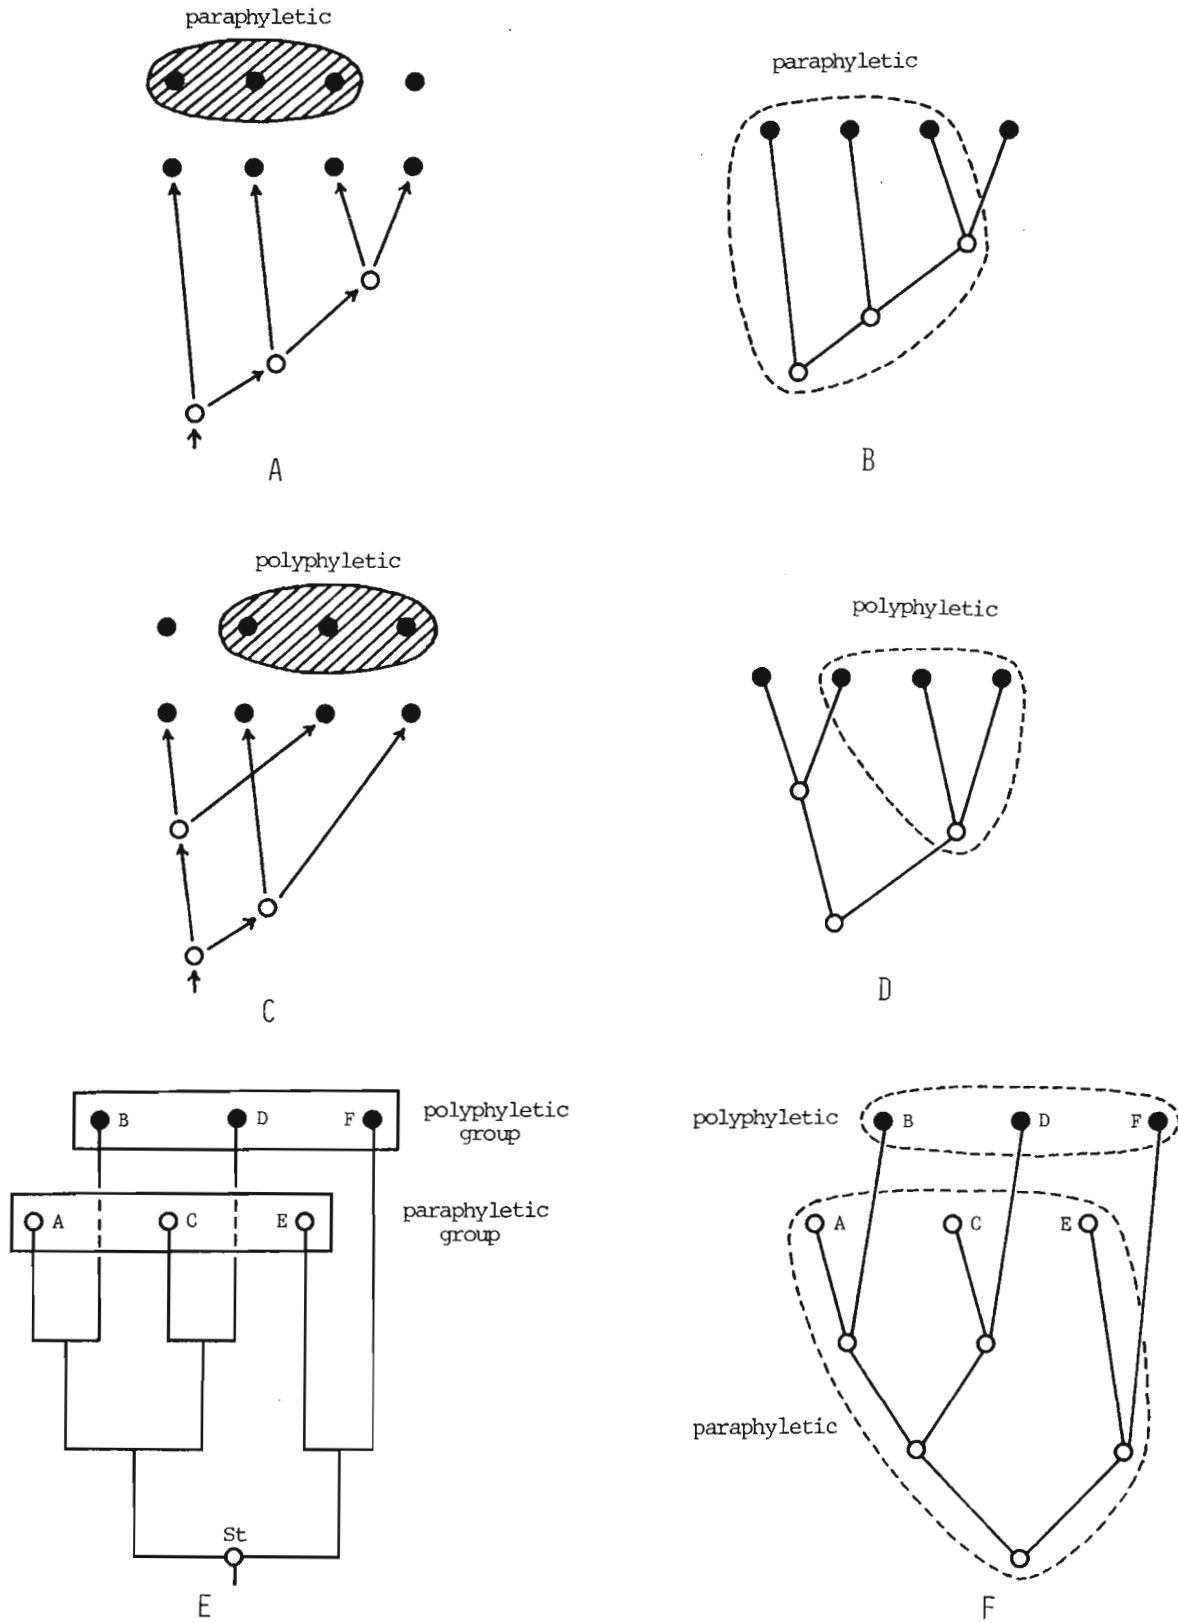 paraphyletic
A
paraphyletic
B
polyphyletic
C
polyphyletic
D
B D F
polyphyletic
group
A C E
paraphyletic
group
St
E
polyphyletic B D F
A C E
paraphyletic
F